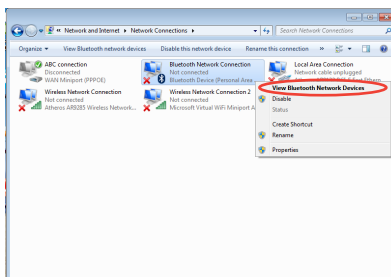 Network and Internet ▸ Network Connections ▸
Search Network Connections
Organize ▾ View Bluetooth network devices Disable this network device Rename this connection »
ABC connection
Disconnected
WAN Miniport (PPPOE)
Bluetooth Network Connection
Not connected
Bluetooth Device (Personal Area
Local Area Connection
Network cable unplugged
Wireless Network Connection
Not connected
Atheros AR9285 Wireless Network...
Wireless Network Connection 2
Not connected
Microsoft Virtual WiFi Miniport A
View Bluetooth Network Devices
Disable
Status
Create Shortcut
Rename
Properties